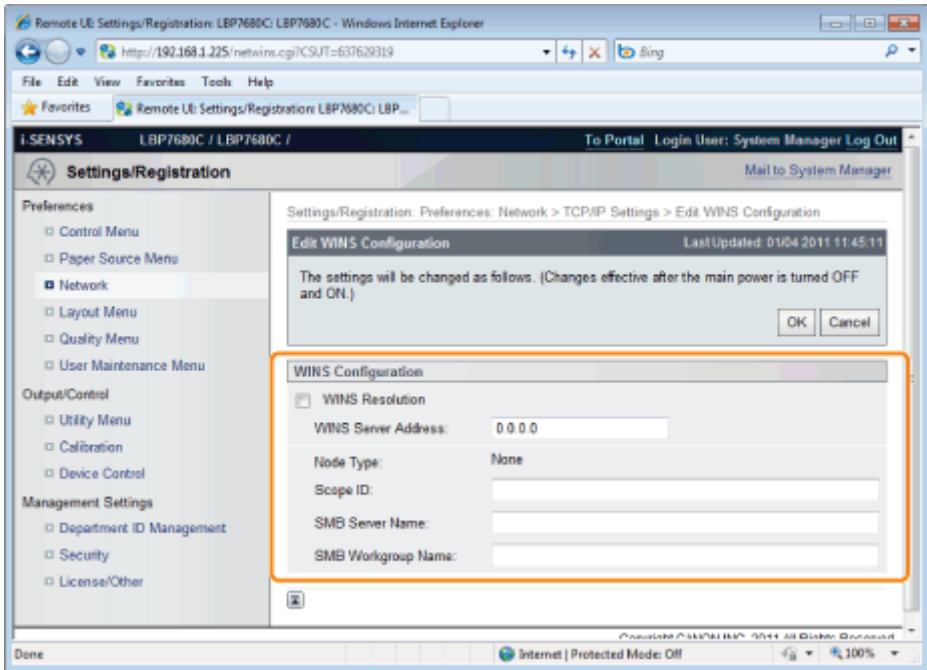 Remote UI: Settings/Registration: LBP7680C: LBP7680C - Windows Internet Explorer
http://192.168.1.225/netwins.cgi?CSUT=637629319
Bing
File Edit View Favorites Tools Help
Favorites
Remote UI: Settings/Registration: LBP7680C: LBP...
i-SENSYS LBP7680C / LBP7680C / To Portal Login User: System Manager Log Out
Settings/Registration Mail to System Manager
Preferences
Control Menu
Paper Source Menu
Network
Layout Menu
Quality Menu
User Maintenance Menu
Output/Control
Utility Menu
Calibration
Device Control
Management Settings
Department ID Management
Security
License/Other
Settings/Registration: Preferences: Network > TCP/IP Settings > Edit WINS Configuration
Edit WINS Configuration Last Updated: 01/04 2011 11:45:11
The settings will be changed as follows. (Changes effective after the main power is turned OFF
and ON.)
OK Cancel
WINS Configuration
WINS Resolution
WINS Server Address: 0.0.0.0
Node Type: None
Scope ID:
SMB Server Name:
SMB Workgroup Name:
Copyright CANON INC. 2011 All Rights Reserved
Done Internet | Protected Mode: Off 100%